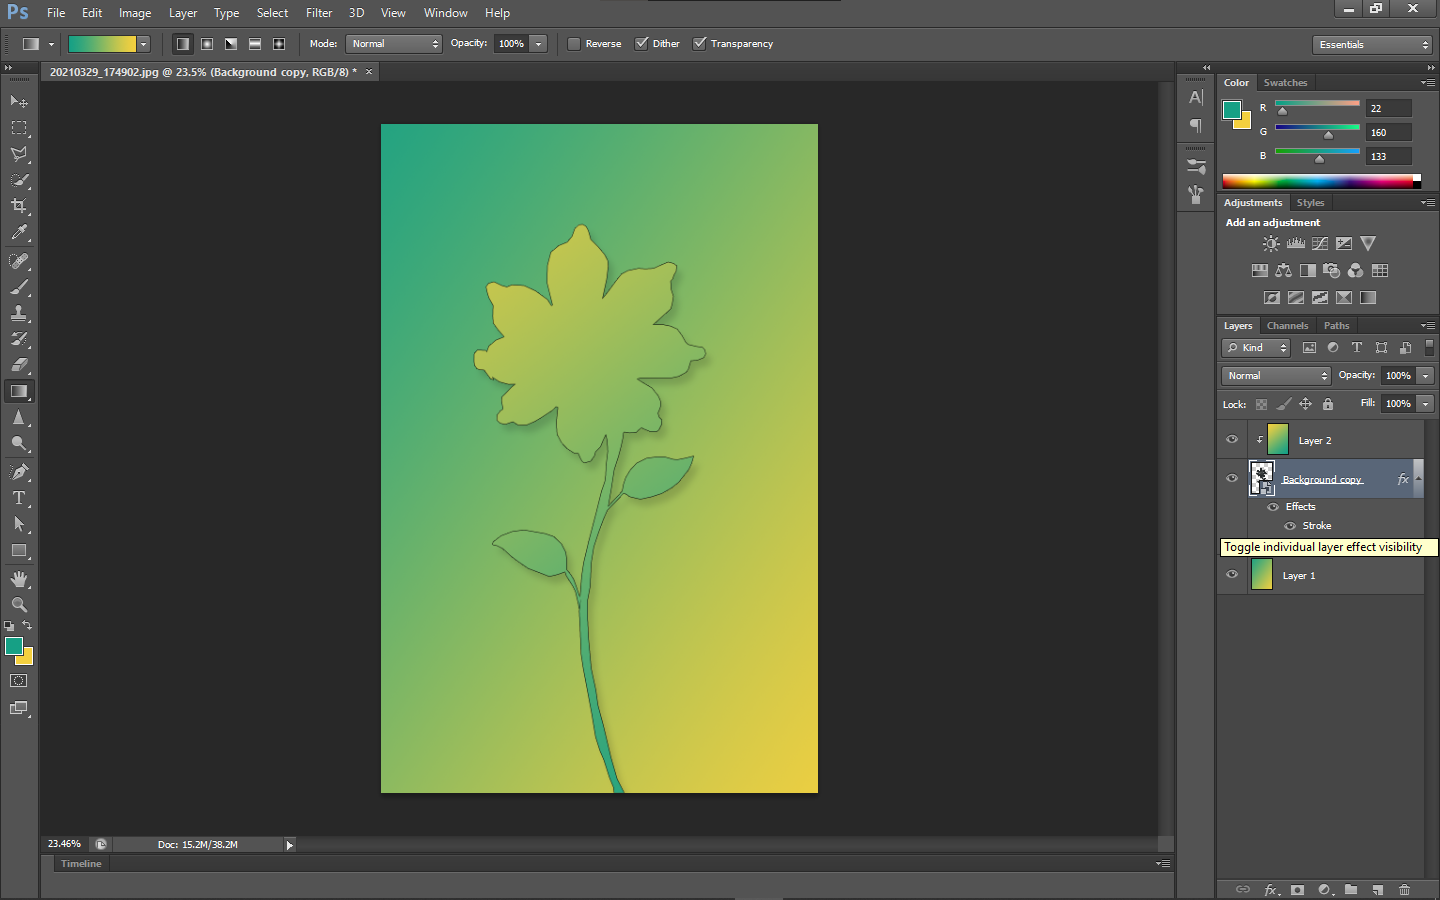 Ps File Edit Image Layer Type Select Filter 3D View Window Help
Mode: Normal Opacity: 100% Reverse Dither Transparency Essentials
20210329_174902.jpg @ 23.5% (Background copy, RGB/8) * ×
Color Swatches
R 22
G 160
B 133
Adjustments Styles
Add an adjustment
Layers Channels Paths
Kind
Normal Opacity: 100%
Lock: Fill: 100%
Layer 2
Background copy fx
Effects
Stroke
Toggle individual layer effect visibility
Layer 1
23.46% Doc: 15.2M/38.2M
Timeline
fx